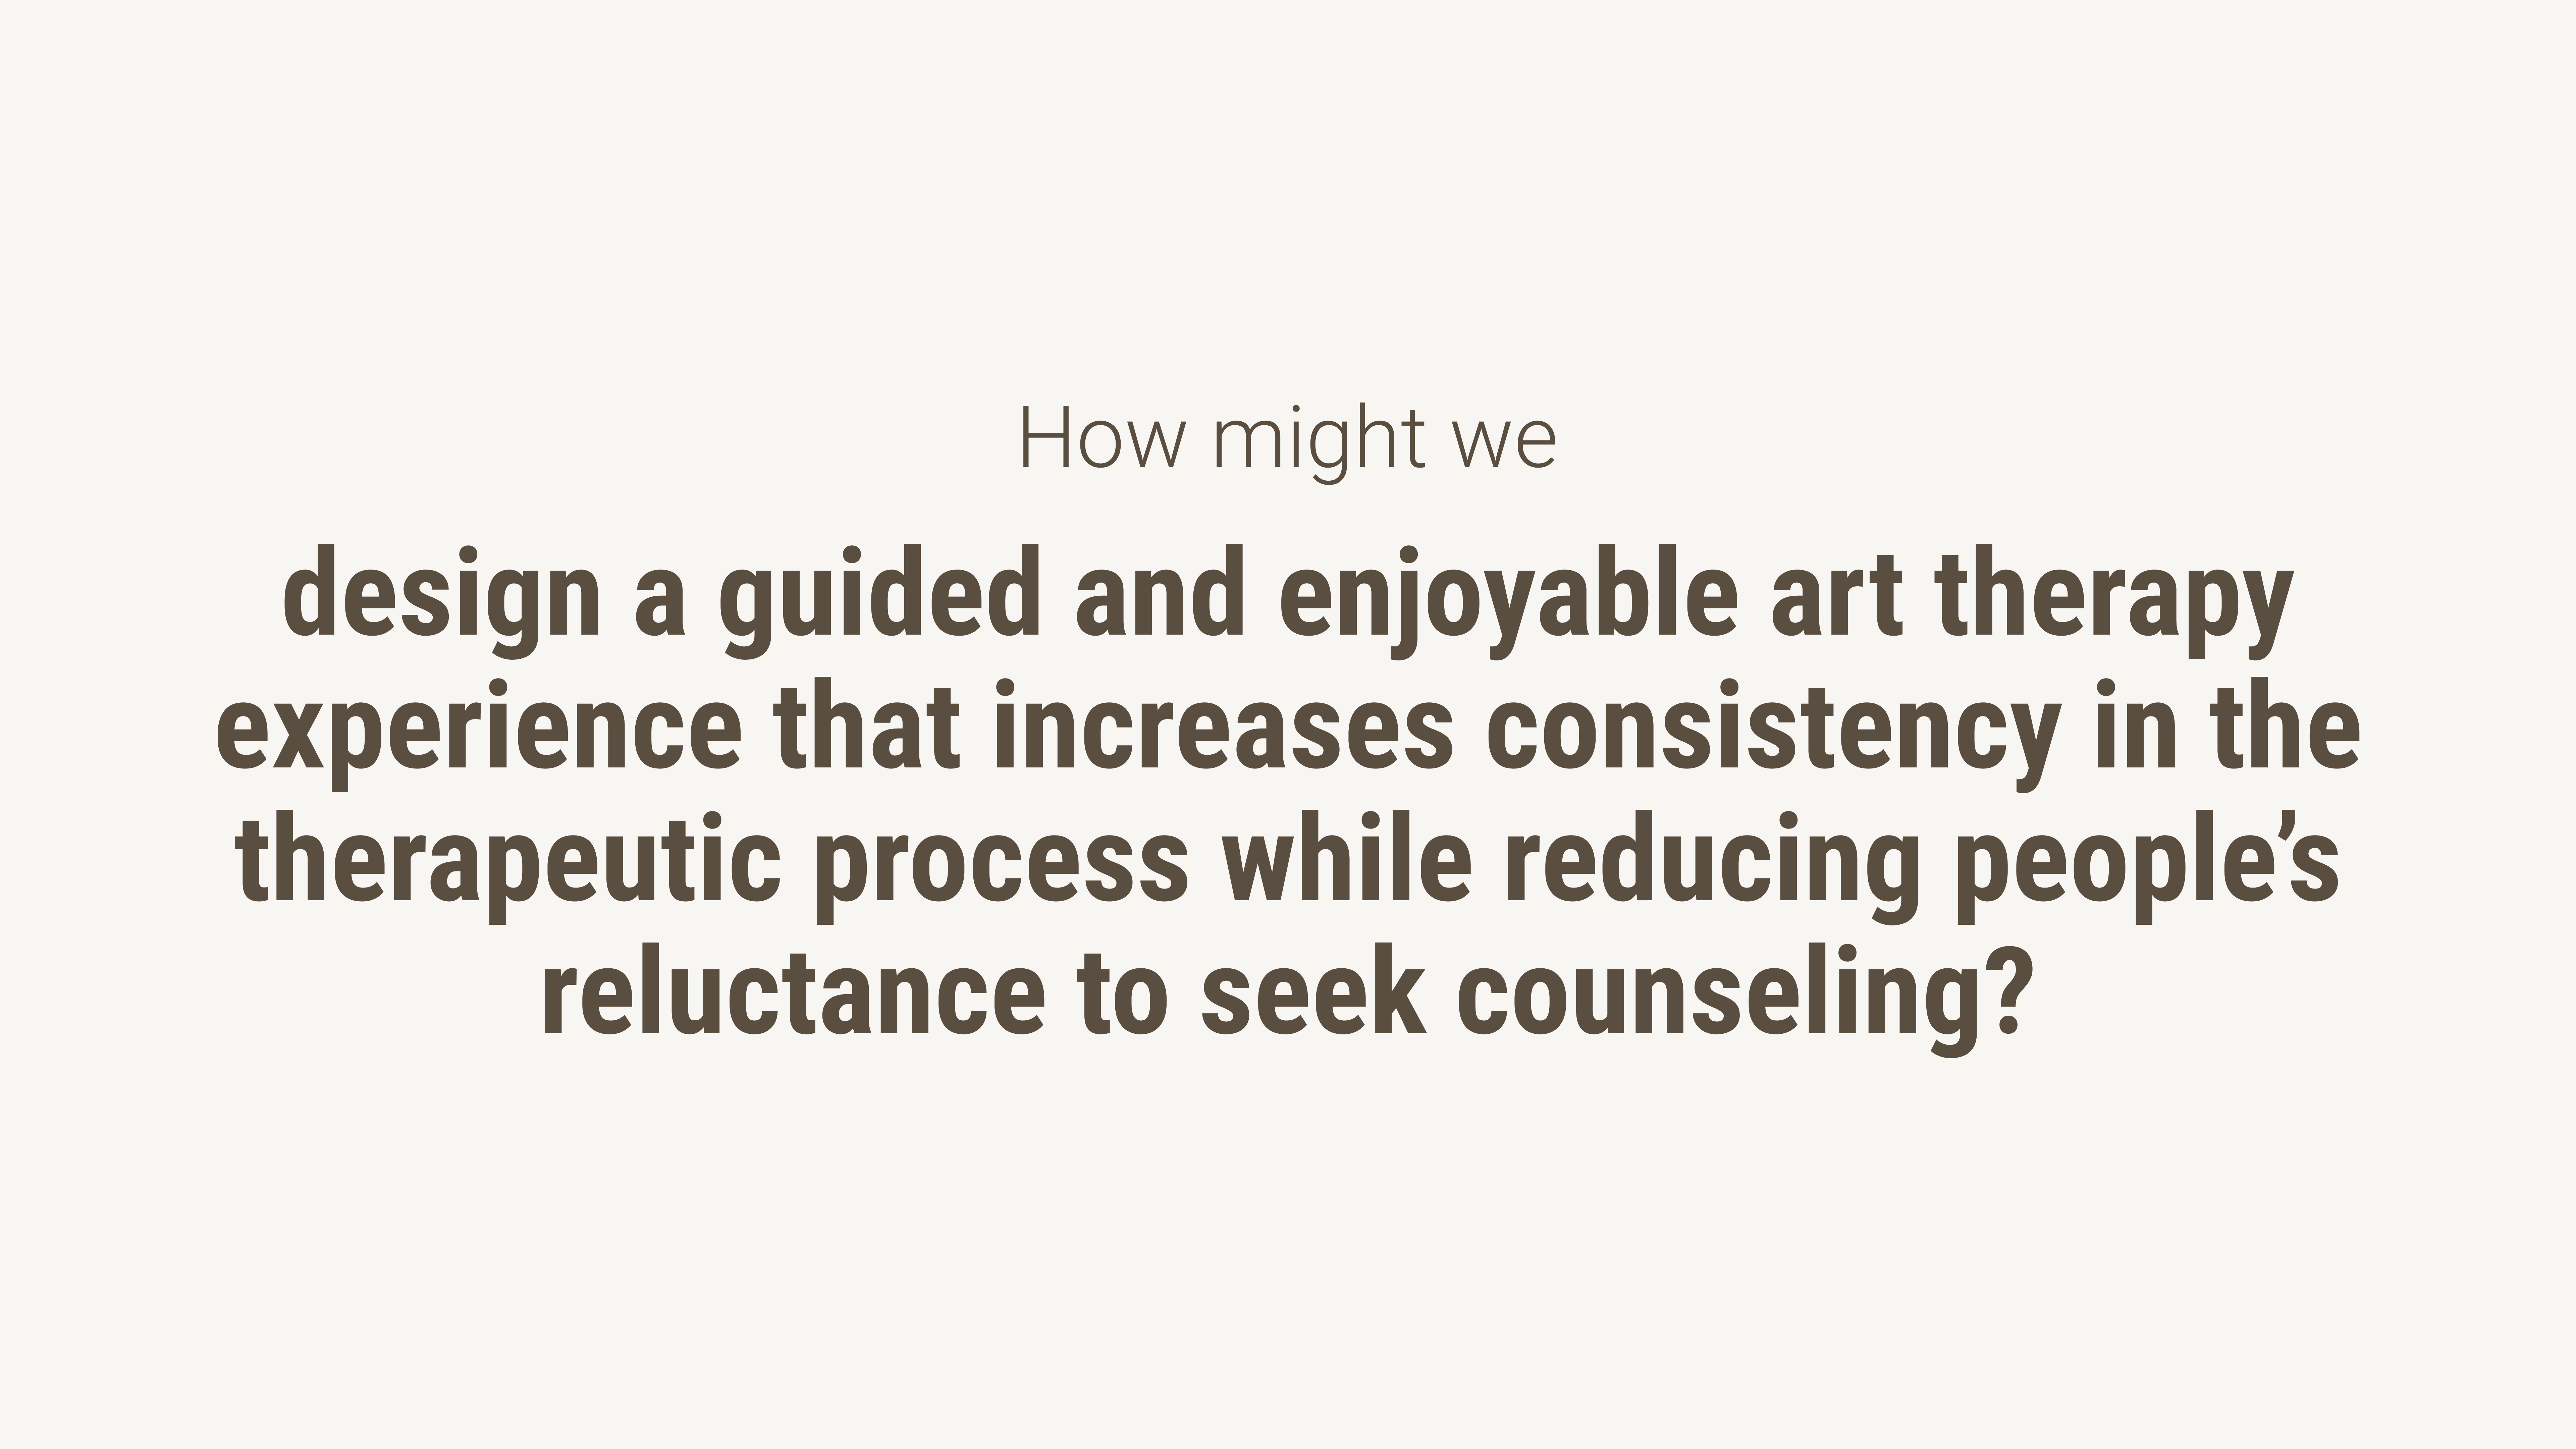 How might we
design a guided and enjoyable art therapy
experience that increases consistency in the
therapeutic process while reducing people’s
reluctance to seek counseling?